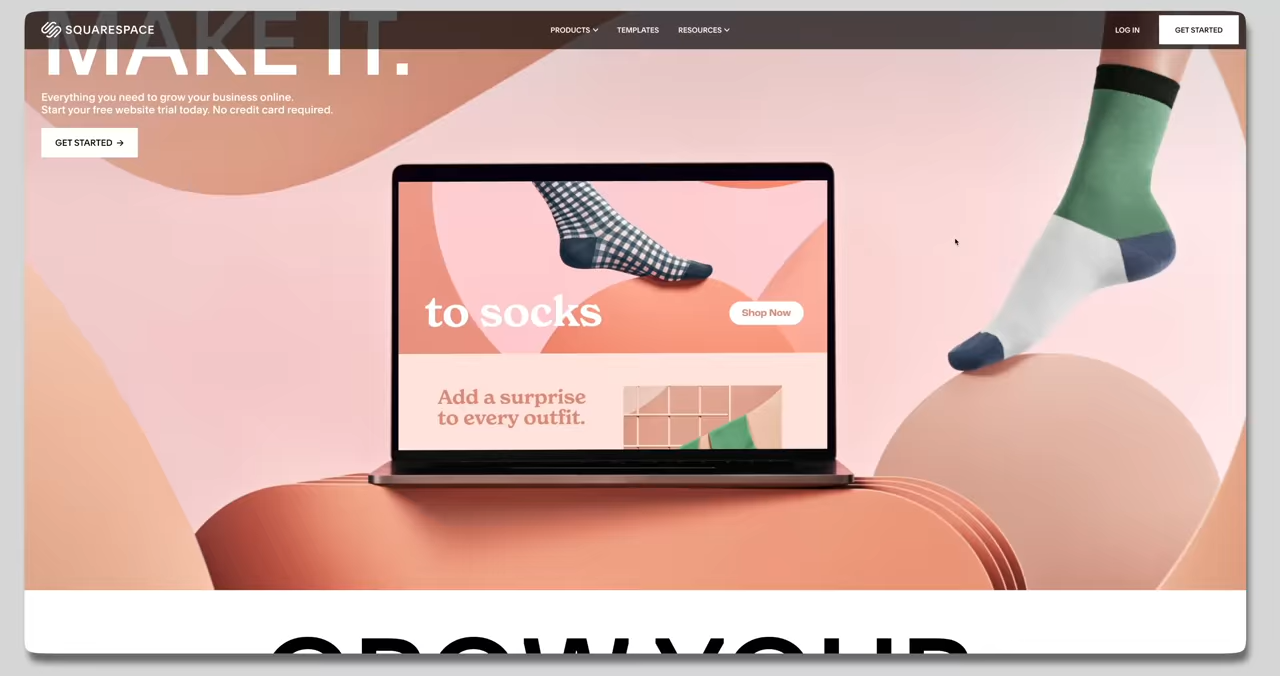 MAKE IT.
SQUARESPACE
PRODUCTS
TEMPLATES
RESOURCES
LOG IN
GET STARTED
Everything you need to grow your business online.
Start your free website trial today. No credit card required.
GET STARTED →
to socks
Shop Now
Add a surprise
to every outfit.
GROW YOUR